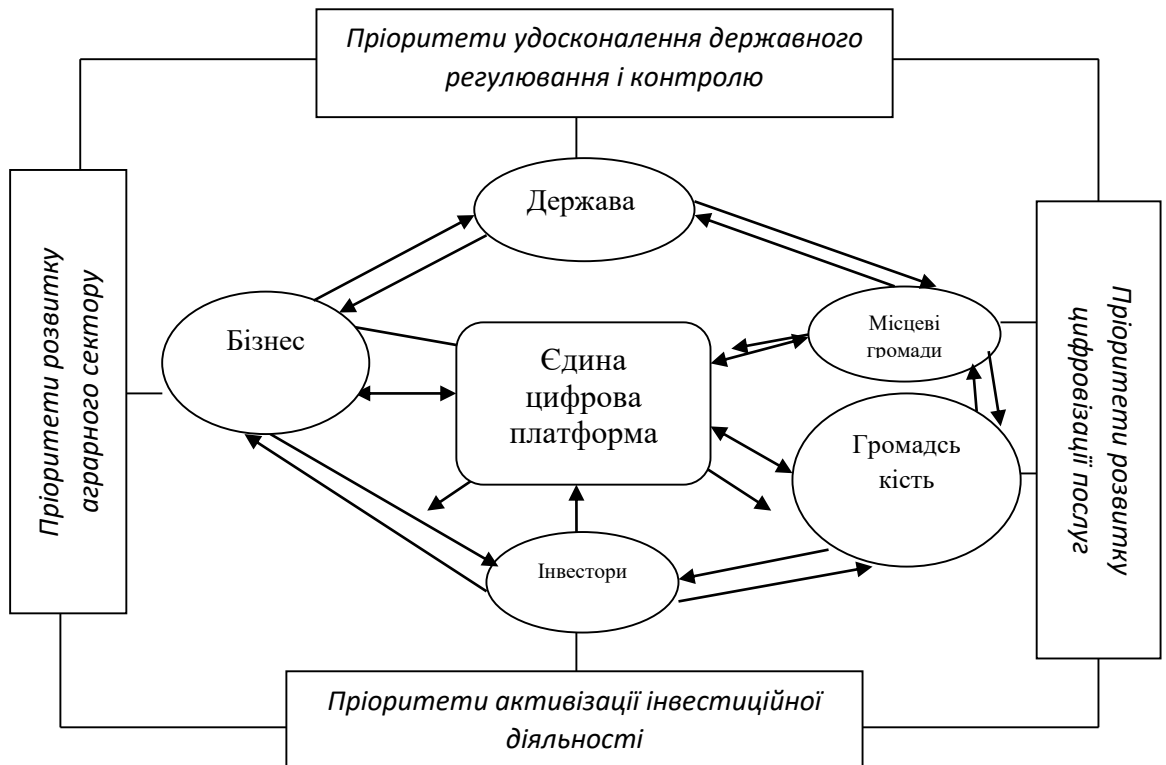 Пріоритети удосконалення державного
регулювання і контролю
Держава
Пріоритети розвитку
аграрного сектору
Бізнес
Єдина
цифрова
платформа
Місцеві
громади
Громадсь
кість
Пріоритети розвитку
цифровізації послуг
Інвестори
Пріоритети активізації інвестиційної
діяльності